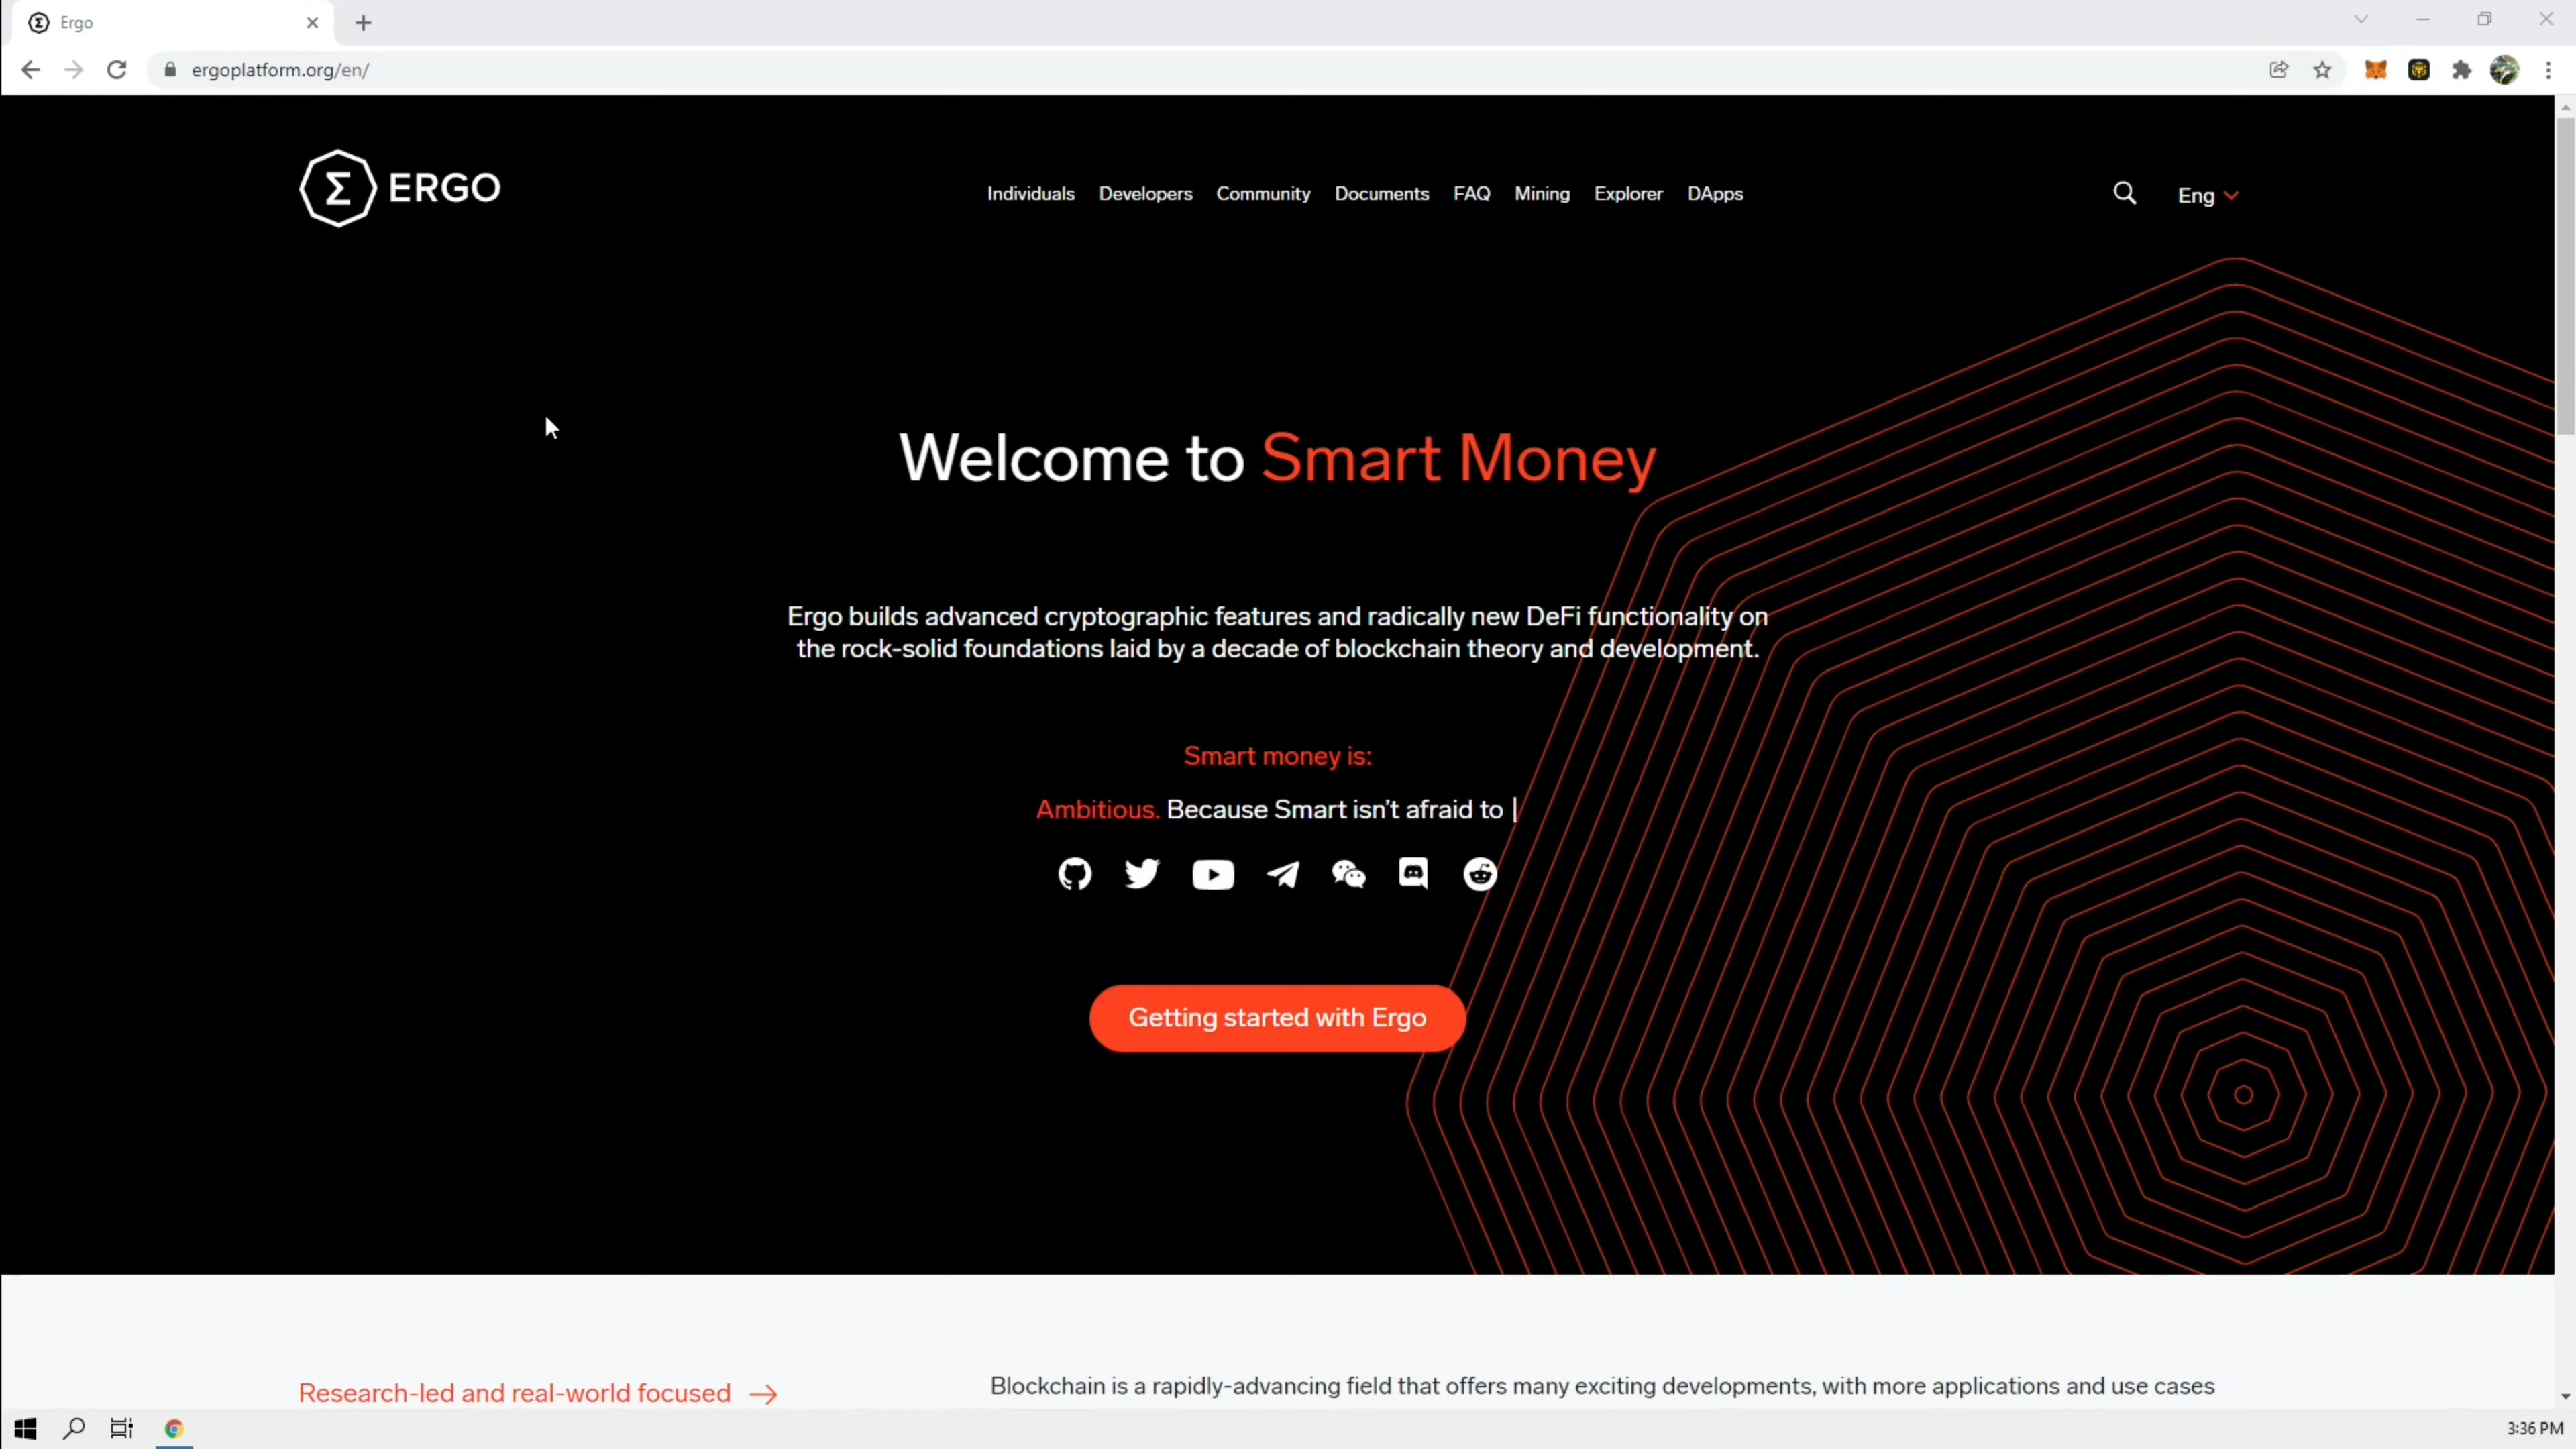 Ergo
ergoplatform.org/en/
Σ ERGO
Individuals Developers Community Documents FAQ Mining Explorer DApps
Eng
Welcome to Smart Money
Ergo builds advanced cryptographic features and radically new DeFi functionality on
the rock-solid foundations laid by a decade of blockchain theory and development.
Smart money is:
Ambitious. Because Smart isn't afraid to |
Getting started with Ergo
Research-led and real-world focused →
Blockchain is a rapidly-advancing field that offers many exciting developments, with more applications and use cases
3:36 PM